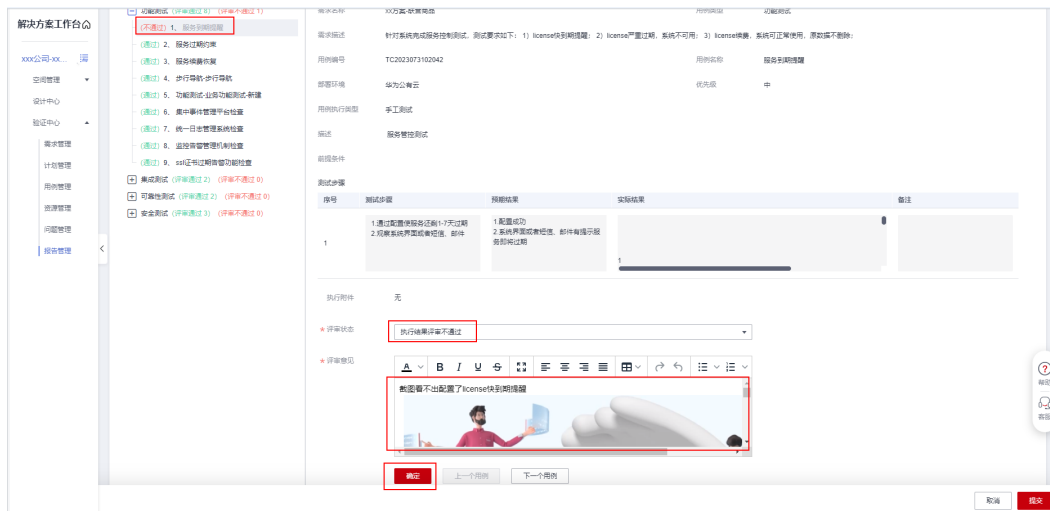 解决方案工作台
xxx公司-xx...
空间管理
设计中心
验证中心
需求管理
计划管理
用例管理
资源管理
问题管理
报告管理
功能测试 (评审通过 8) (评审不通过 1)
(不通过) 1、服务到期提醒
(通过) 2、服务过期约束
(通过) 3、服务续费恢复
(通过) 4、步行导航-步行导航
(通过) 5、功能测试-业务功能测试-新建
(通过) 6、集中事件管理平台检查
(通过) 7、统一日志管理系统检查
(通过) 8、监控告警管理机制检查
(通过) 9、ssl证书过期告警功能检查
集成测试 (评审通过 2) (评审不通过 0)
可靠性测试 (评审通过 2) (评审不通过 0)
安全测试 (评审通过 3) (评审不通过 0)
需求名称 xx方案-联营商品 用例类型 功能测试
需求描述 针对系统完成服务控制测试，测试要求如下： 1）license快到期提醒； 2）license严重过期，系统不可用； 3）license续费，系统可正常使用，原数据不删除;
用例编号 TC2023073102042 用例名称 服务到期提醒
部署环境 华为公有云 优先级 中
用例执行类型 手工测试
描述 服务管控测试
前提条件
测试步骤
序号 测试步骤 预期结果 实际结果 备注
1
1.通过配置使服务还剩1-7天过期
2.观察系统界面或者短信、邮件
1.配置成功
2.系统界面或者短信、邮件有提示服
务即将过期
1
执行附件 无
* 评审状态 执行结果评审不通过
* 评审意见
A B I U S
截图看不出配置了license快到期提醒
确定 上一个用例 下一个用例
帮助
客服
取消 提交